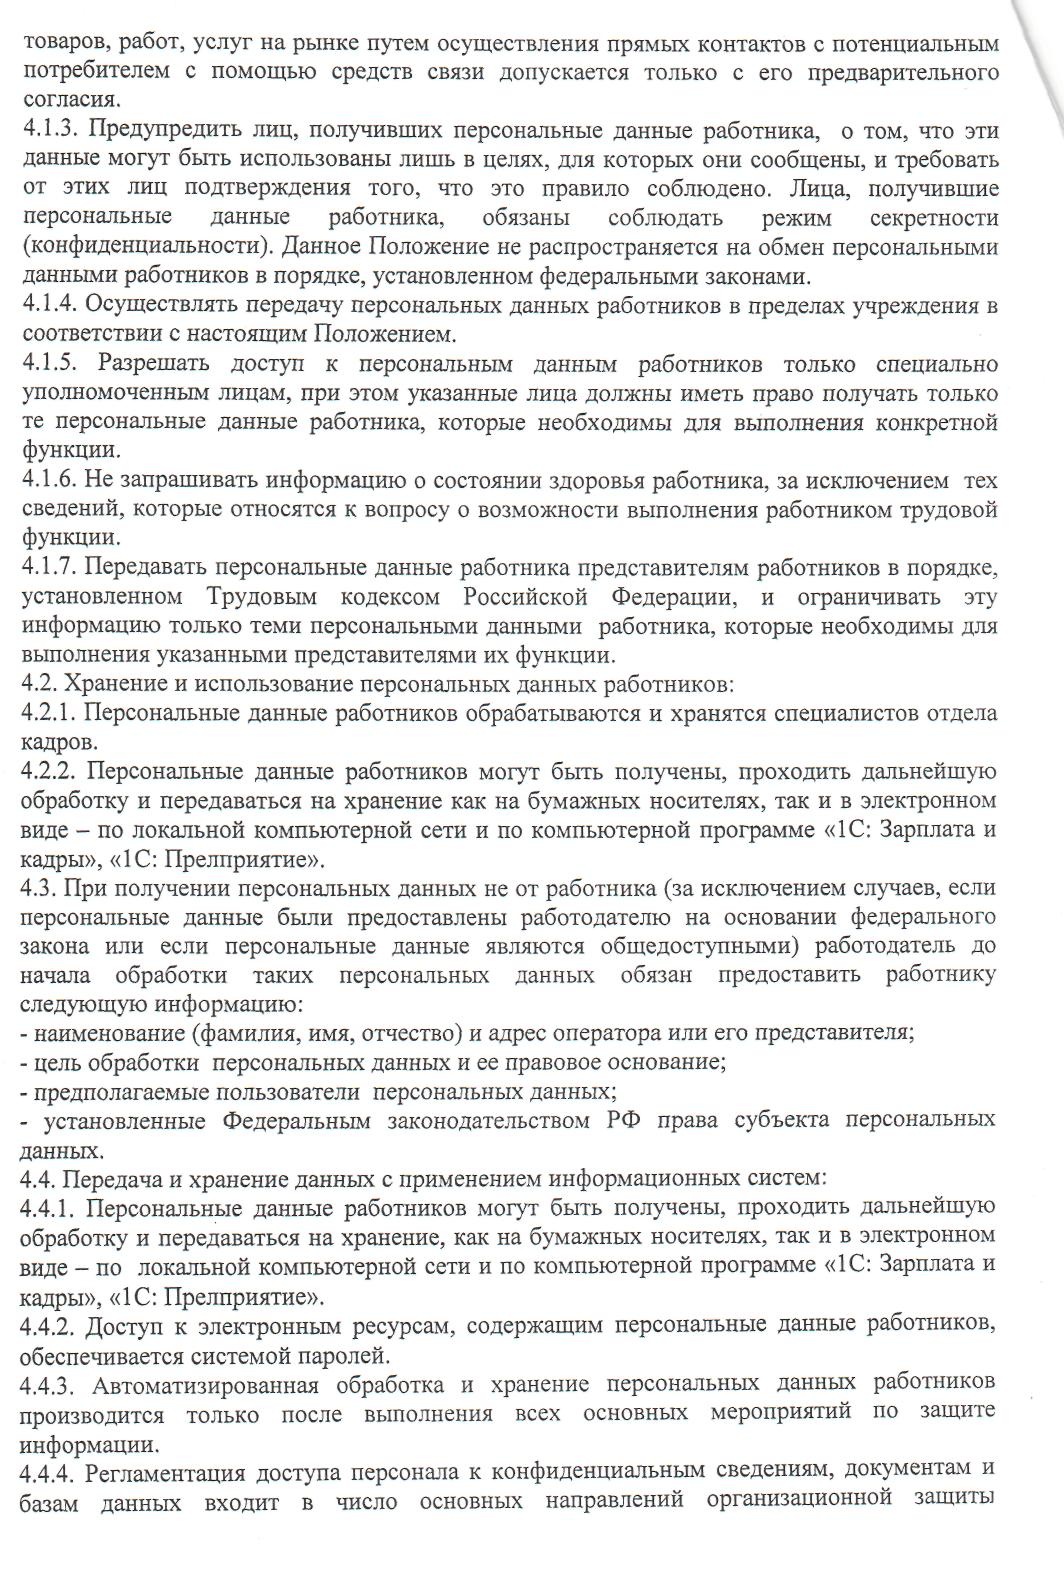 товаров, работ, услуг на рынке путем осуществления прямых контактов с потенциальным
потребителем с помощью средств связи допускается только с его предварительного
согласия.
4.1.3. Предупредить лиц, получивших персональные данные работника, о том, что эти
данные могут быть использованы лишь в целях, для которых они сообщены, и требовать
от этих лиц подтверждения того, что это правило соблюдено. Лица, получившие
персональные данные работника, обязаны соблюдать режим секретности
(конфиденциальности). Данное Положение не распространяется на обмен персональными
данными работников в порядке, установленном федеральными законами.
4.1.4. Осуществлять передачу персональных данных работников в пределах учреждения в
соответствии с настоящим Положением.
4.1.5. Разрешать доступ к персональным данным работников только специально
уполномоченным лицам, при этом указанные лица должны иметь право получать только
те персональные данные работника, которые необходимы для выполнения конкретной
функции.
4.1.6. Не запрашивать информацию о состоянии здоровья работника, за исключением тех
сведений, которые относятся к вопросу о возможности выполнения работником трудовой
функции.
4.1.7. Передавать персональные данные работника представителям работников в порядке,
установленном Трудовым кодексом Российской Федерации, и ограничивать эту
информацию только теми персональными данными работника, которые необходимы для
выполнения указанными представителями их функции.
4.2. Хранение и использование персональных данных работников:
4.2.1. Персональные данные работников обрабатываются и хранятся специалистов отдела
кадров.
4.2.2. Персональные данные работников могут быть получены, проходить дальнейшую
обработку и передаваться на хранение как на бумажных носителях, так и в электронном
виде – по локальной компьютерной сети и по компьютерной программе «1С: Зарплата и
кадры», «1С: Прелприятие».
4.3. При получении персональных данных не от работника (за исключением случаев, если
персональные данные были предоставлены работодателю на основании федерального
закона или если персональные данные являются общедоступными) работодатель до
начала обработки таких персональных данных обязан предоставить работнику
следующую информацию:
- наименование (фамилия, имя, отчество) и адрес оператора или его представителя;
- цель обработки персональных данных и ее правовое основание;
- предполагаемые пользователи персональных данных;
- установленные Федеральным законодательством РФ права субъекта персональных
данных.
4.4. Передача и хранение данных с применением информационных систем:
4.4.1. Персональные данные работников могут быть получены, проходить дальнейшую
обработку и передаваться на хранение, как на бумажных носителях, так и в электронном
виде – по локальной компьютерной сети и по компьютерной программе «1С: Зарплата и
кадры», «1С: Прелприятие».
4.4.2. Доступ к электронным ресурсам, содержащим персональные данные работников,
обеспечивается системой паролей.
4.4.3. Автоматизированная обработка и хранение персональных данных работников
производится только после выполнения всех основных мероприятий по защите
информации.
4.4.4. Регламентация доступа персонала к конфиденциальным сведениям, документам и
базам данных входит в число основных направлений организационной защиты